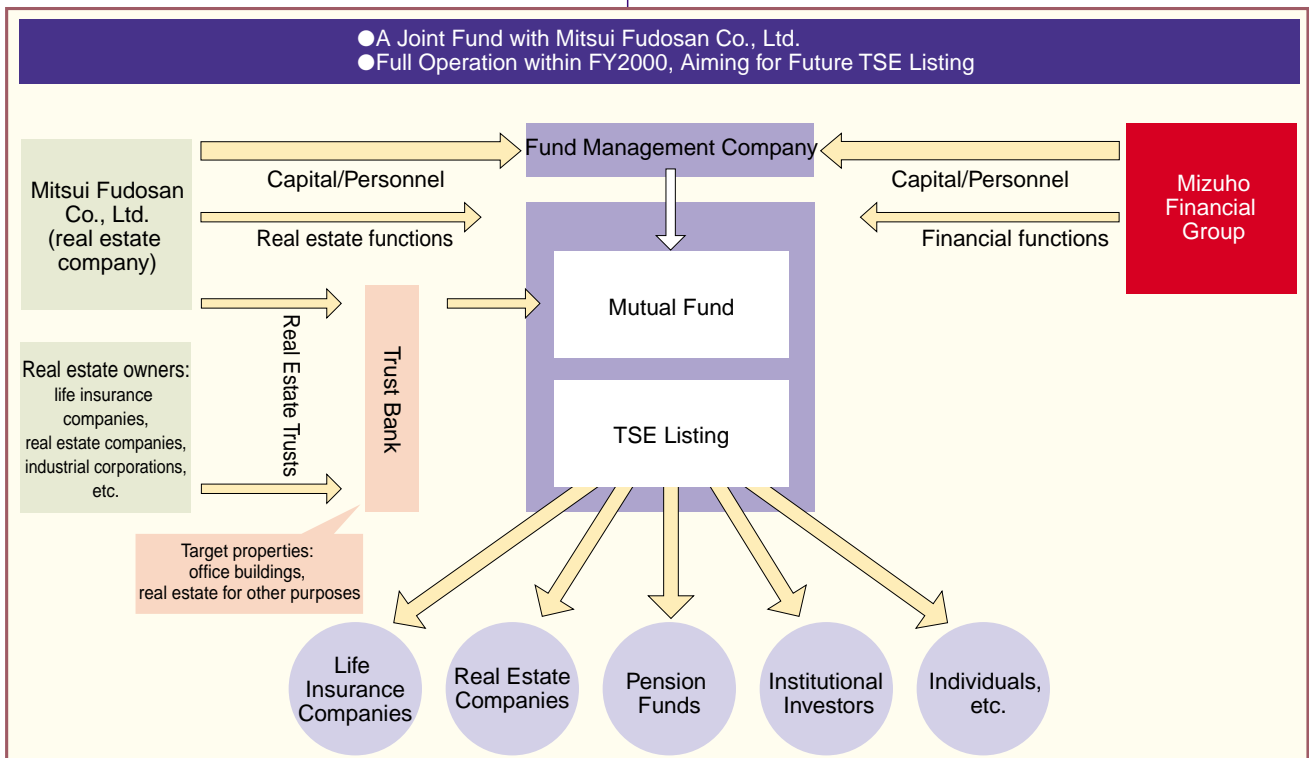 ●A Joint Fund with Mitsui Fudosan Co., Ltd.
●Full Operation within FY2000, Aiming for Future TSE Listing
Mitsui Fudosan
Co., Ltd.
(real estate
company)
Capital/Personnel
Real estate functions
Fund Management Company
Capital/Personnel
Financial functions
Mizuho
Financial
Group
Real estate owners:
life insurance
companies,
real estate companies,
industrial corporations,
etc.
Real Estate Trusts
Trust Bank
Mutual Fund
TSE Listing
Target properties:
office buildings,
real estate for other purposes
Life
Insurance
Companies
Real Estate
Companies
Pension
Funds
Institutional
Investors
Individuals,
etc.